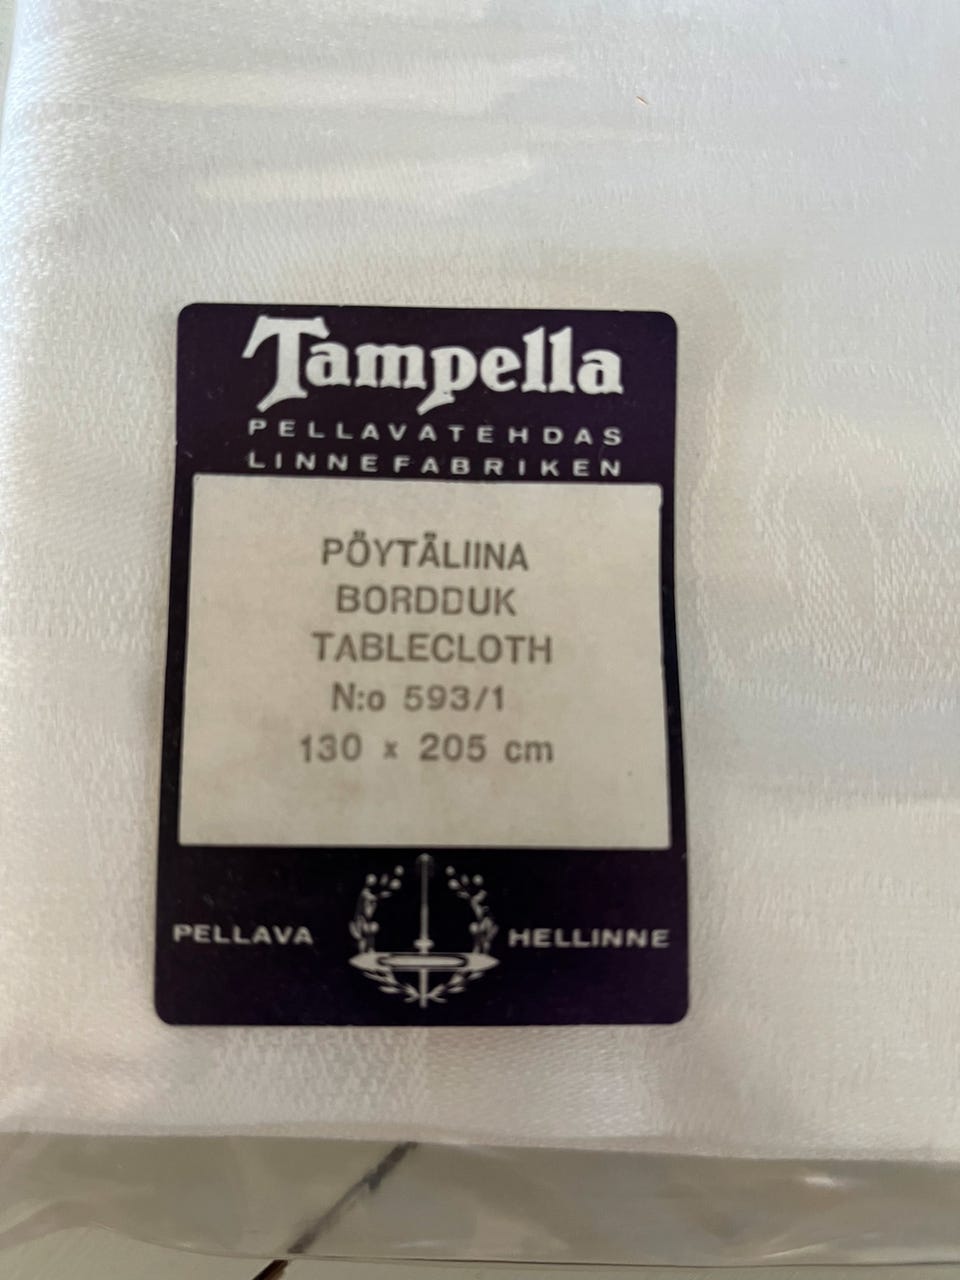 Tampella
PELLAVATEHDAS
LINNEFABRIKEN
PÖYTÄLIINA
BORDDUK
TABLECLOTH
N:o 593/1
130 x 205 cm
PELLAVA HELLINNE